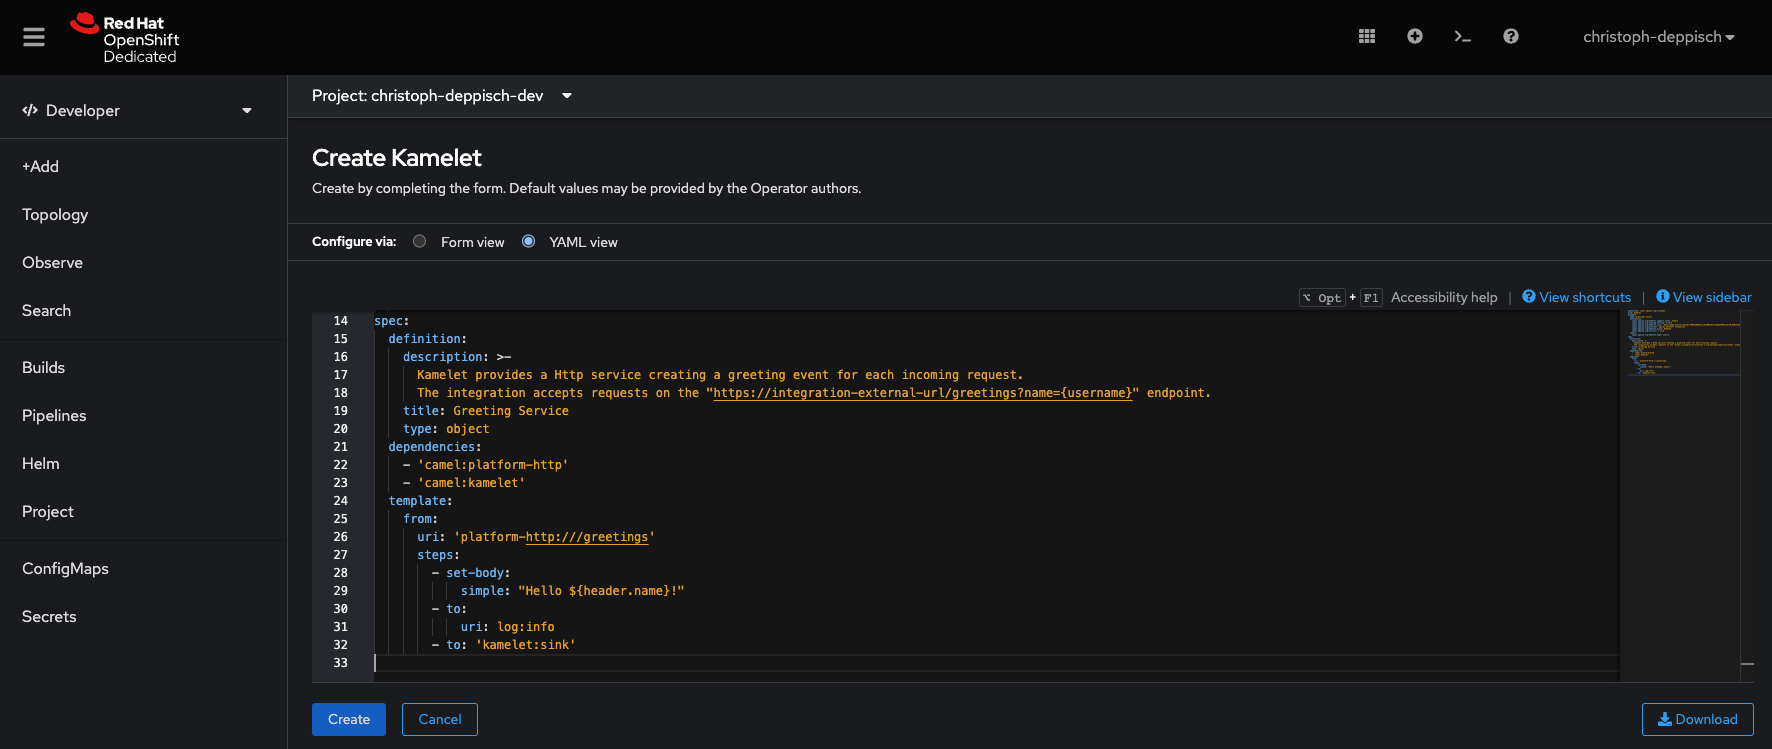 Red Hat
OpenShift
Dedicated
christoph-deppisch
Developer
+Add
Topology
Observe
Search
Builds
Pipelines
Helm
Project
ConfigMaps
Secrets
Project: christoph-deppisch-dev
Create Kamelet
Create by completing the form. Default values may be provided by the Operator authors.
Configure via: Form view YAML view
⌥ Opt + F1 Accessibility help | View shortcuts | View sidebar
14 spec:
15 definition:
16 description: >-
17 Kamelet provides a Http service creating a greeting event for each incoming request.
18 The integration accepts requests on the "https://integration-external-url/greetings?name={username}" endpoint.
19 title: Greeting Service
20 type: object
21 dependencies:
22 - 'camel:platform-http'
23 - 'camel:kamelet'
24 template:
25 from:
26 uri: 'platform-http:///greetings'
27 steps:
28 - set-body:
29 simple: "Hello ${header.name}!"
30 - to:
31 uri: log:info
32 - to: 'kamelet:sink'
33
Create Cancel Download